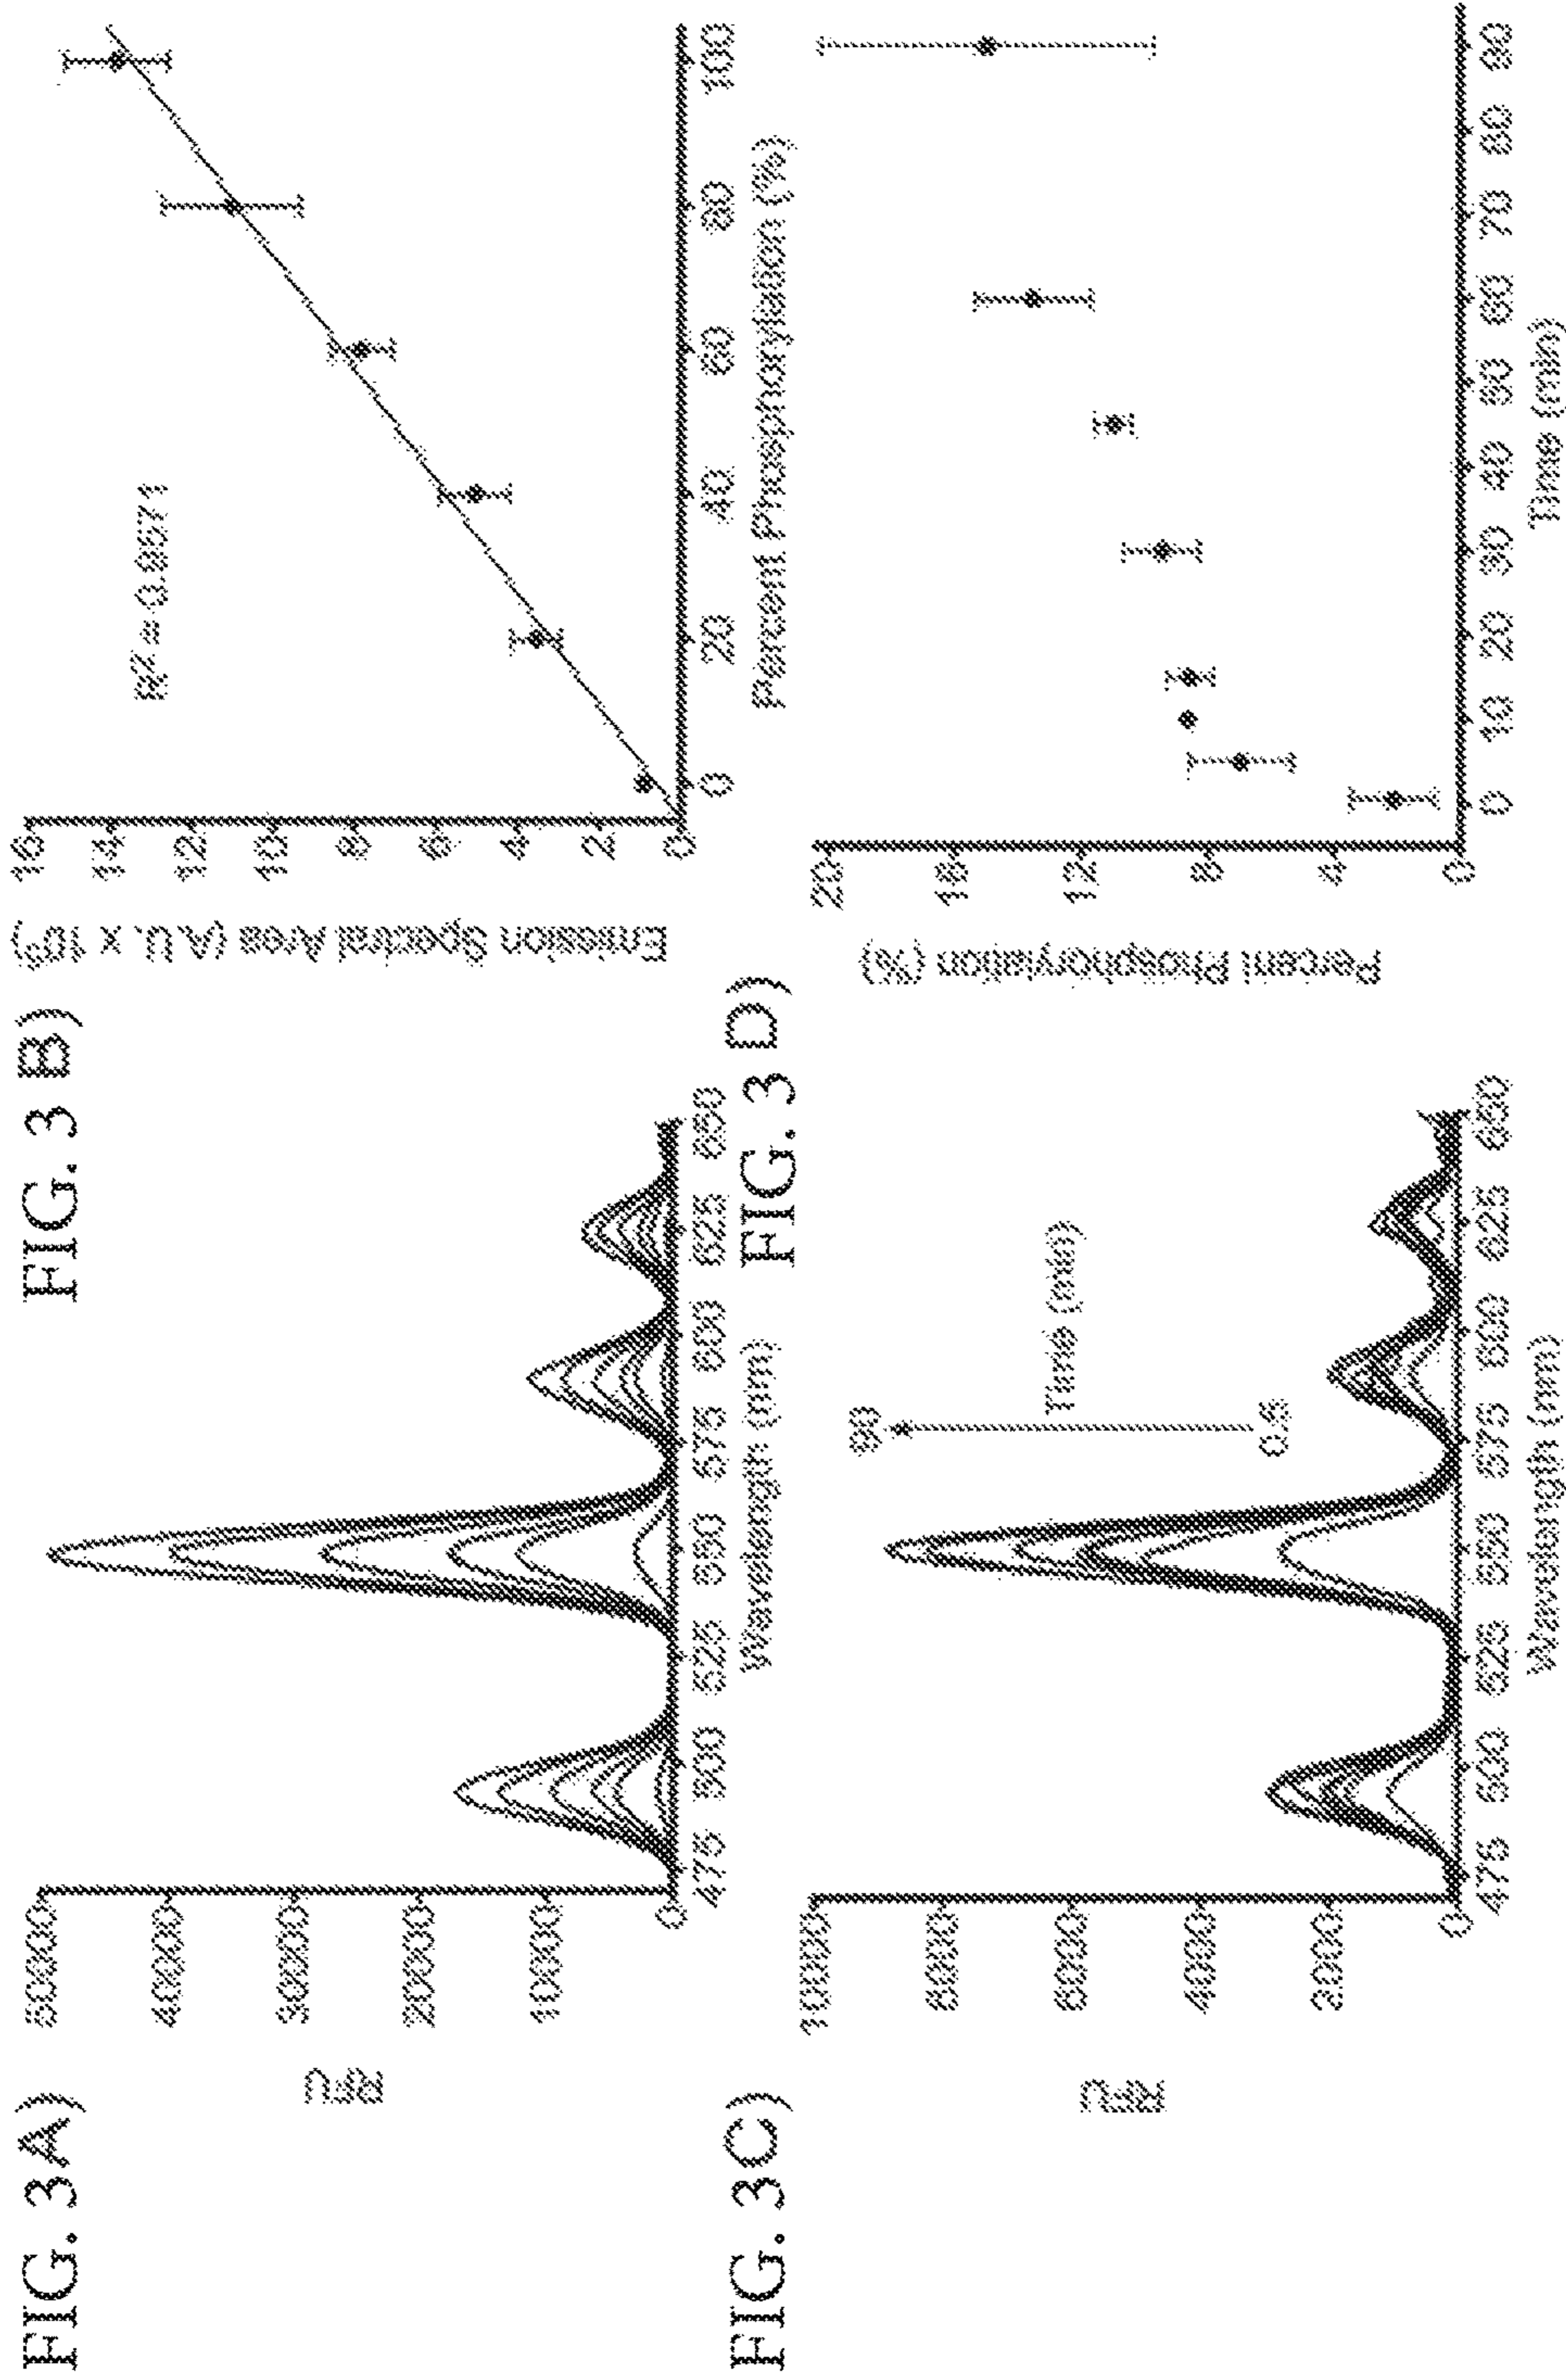 FIG. 3A)
RFU
50000
40000
30000
20000
10000
0
475 500 525 550 575 600 625 650
Wavelength (nm)
FIG. 3 B)
Emission Spectral Area (A.U. x 10⁵)
16
14
12
10
8
6
4
2
0
R² =
0 20 40 60 80 100
Percent Phosphorylation (%)
FIG. 3C)
RFU
10000
8000
6000
4000
2000
0
90
Time (min)
0.5
475 500 525 550 575 600 625 650
Wavelength (nm)
FIG. 3 D)
Percent Phosphorylation (%)
20
16
12
8
4
0
0 10 20 30 40 50 60 70 80 90
Time (min)